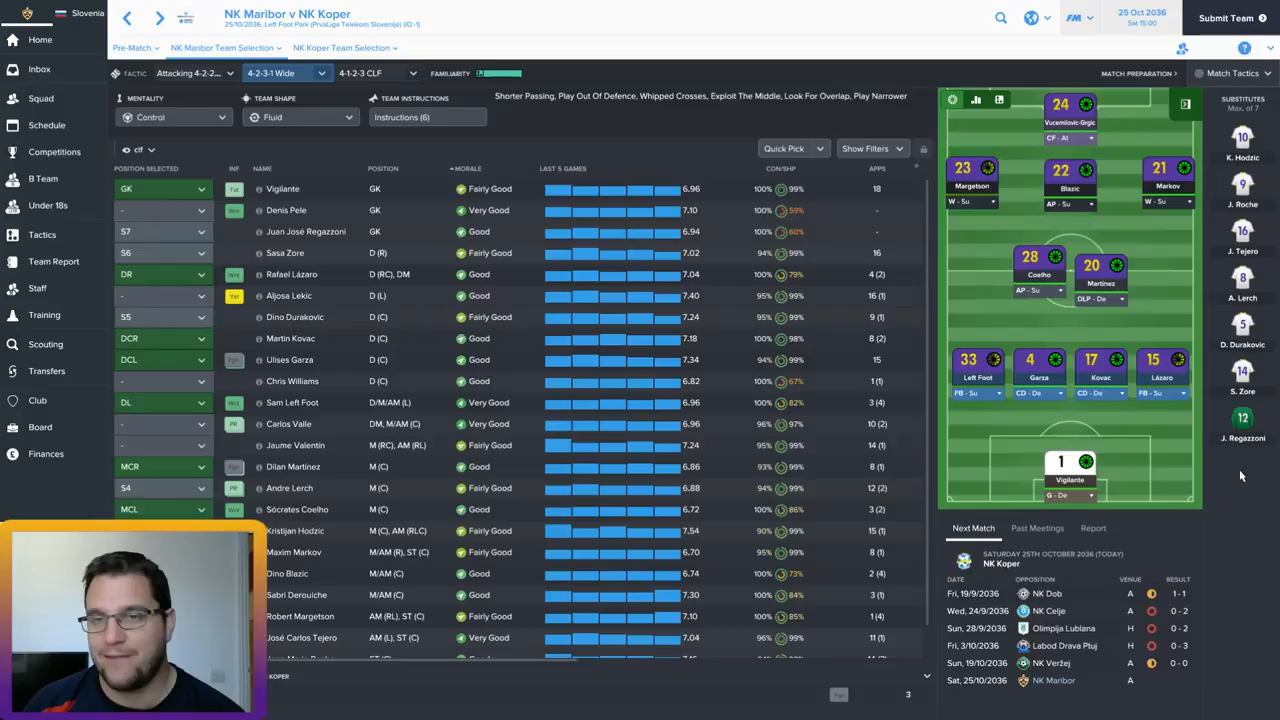 Slovenia
NK Maribor v NK Koper
25/10/2036, Left Foot Park (PrvaLiga Telekom Slovenije) (ID:-1)
FM
25 Oct 2036
Sat 15:00
Submit Team
Home
Inbox
Squad
Schedule
Competitions
B Team
Under 18s
Tactics
Team Report
Staff
Training
Scouting
Transfers
Club
Board
Finances
Pre-Match
NK Maribor Team Selection
NK Koper Team Selection
TACTIC Attacking 4-2-2... 4-2-3-1 Wide 4-1-2-3 CLF FAMILIARITY
MATCH PREPARATION
Match Tactics
MENTALITY TEAM SHAPE TEAM INSTRUCTIONS
Control Fluid Instructions (6)
Shorter Passing, Play Out Of Defence, Whipped Crosses, Exploit The Middle, Look For Overlap, Play Narrower
clf
Quick Pick Show Filters
POSITION SELECTED INF NAME POSITION MORALE LAST 5 GAMES CON/SHP APPS
GK Tut Vigilante GK Fairly Good 6.96 100% 99% 18
- Wnt Denis Pele GK Very Good 7.10 100% 59% -
S7 Juan José Regazzoni GK Good 6.94 100% 60% -
S6 Sasa Zore D (R) Fairly Good 7.02 94% 99% 16
DR Wnt Rafael Lázaro D (RC), DM Good 7.04 100% 79% 4 (2)
- Yel Aljosa Lekic D (L) Good 7.40 95% 99% 16 (1)
S5 Dino Durakovic D (C) Fairly Good 7.24 95% 99% 9 (1)
DCR Martin Kovac D (C) Good 7.18 100% 98% 8 (2)
DCL Fgn Ulises Garza D (C) Good 7.34 94% 99% 15
- Chris Williams D (C) Good 6.82 100% 67% 1 (1)
DL Wnt Sam Left Foot D/M/AM (L) Very Good 6.96 100% 82% 3 (4)
- PR Carlos Valle DM, M/AM (C) Very Good 6.96 96% 97% 10 (2)
- Jaume Valentín M (RC), AM (RL) Fairly Good 7.24 95% 99% 14 (1)
MCR Fgn Dilan Martínez M (C) Good 6.86 93% 99% 8 (1)
S4 PR Andre Lerch M (C) Fairly Good 6.88 94% 99% 12 (2)
MCL Wnt Sócrates Coelho M (C) Good 6.72 100% 86% 3 (2)
Kristijan Hodzic M (C), AM (RLC) Fairly Good 7.54 90% 99% 15 (1)
Maxim Markov M/AM (R), ST (C) Fairly Good 6.70 95% 99% 8 (1)
Dino Blazic M/AM (C) Good 6.74 100% 73% 2 (4)
Sabri Derouiche M/AM (C) Good 7.30 100% 84% 3 (1)
Robert Margetson AM (RL), ST (C) Fairly Good 7.10 100% 85% 1 (4)
José Carlos Tejero AM (L), ST (C) Very Good 7.04 96% 99% 11 (1)
KOPER
Fgn 3
24
Vucemilovic-Grgic
CF - At
23 22 21
Margetson Blazic Markov
W - Su AP - Su W - Su
28 20
Coelho Martínez
AP - Su DLP - De
33 4 17 15
Left Foot Garza Kovac Lázaro
FB - Su CD - De CD - De FB - Su
1
Vigilante
G - De
SUBSTITUTES
Max. of 7
10
K. Hodzic
9
J. Roche
16
J. Tejero
8
A. Lerch
5
D. Durakovic
14
S. Zore
12
J. Regazzoni
Next Match Past Meetings Report
SATURDAY 25TH OCTOBER 2036 (TODAY)
NK Koper
DATE OPPOSITION VENUE RESULT
Fri, 19/9/2036 NK Dob A 1 - 1
Wed, 24/9/2036 NK Celje A 0 - 2
Sun, 28/9/2036 Olimpija Lubiana H 0 - 2
Fri, 3/10/2036 Labod Drava Ptuj H 0 - 3
Sun, 19/10/2036 NK Veržej A 0 - 0
Sat, 25/10/2036 NK Maribor A